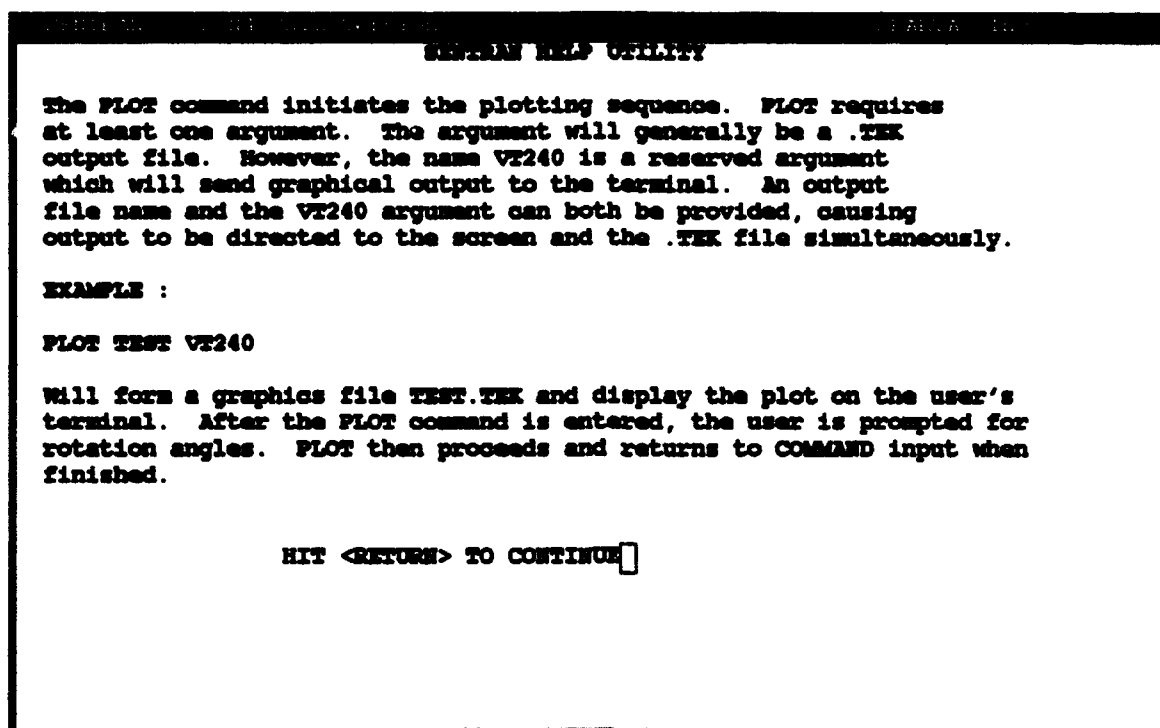 SENTRAN HELP UTILITY
The PLOT command initiates the plotting sequence. PLOT requires
at least one argument. The argument will generally be a .TEK
output file. However, the name VT240 is a reserved argument
which will send graphical output to the terminal. An output
file name and the VT240 argument can both be provided, causing
output to be directed to the screen and the .TEK file simultaneously.
EXAMPLE :
PLOT TEST VT240
Will form a graphics file TEST.TEK and display the plot on the user's
terminal. After the PLOT command is entered, the user is prompted for
rotation angles. PLOT then proceeds and returns to COMMAND input when
finished.
HIT <RETURN> TO CONTINUE